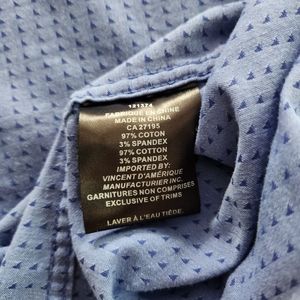 121374
FABRIQUÉ EN CHINE
MADE IN CHINA
CA27195
97% COTON
3% SPANDEX
97% COTTON
3% SPANDEX
IMPORTED BY:
VINCENT D'AMÉRIQUE
MANUFACTURIER INC.
GARNITURES NON COMPRISES
EXCLUSIVE OF TRIMS
LAVER À L'EAU TIÈDE.